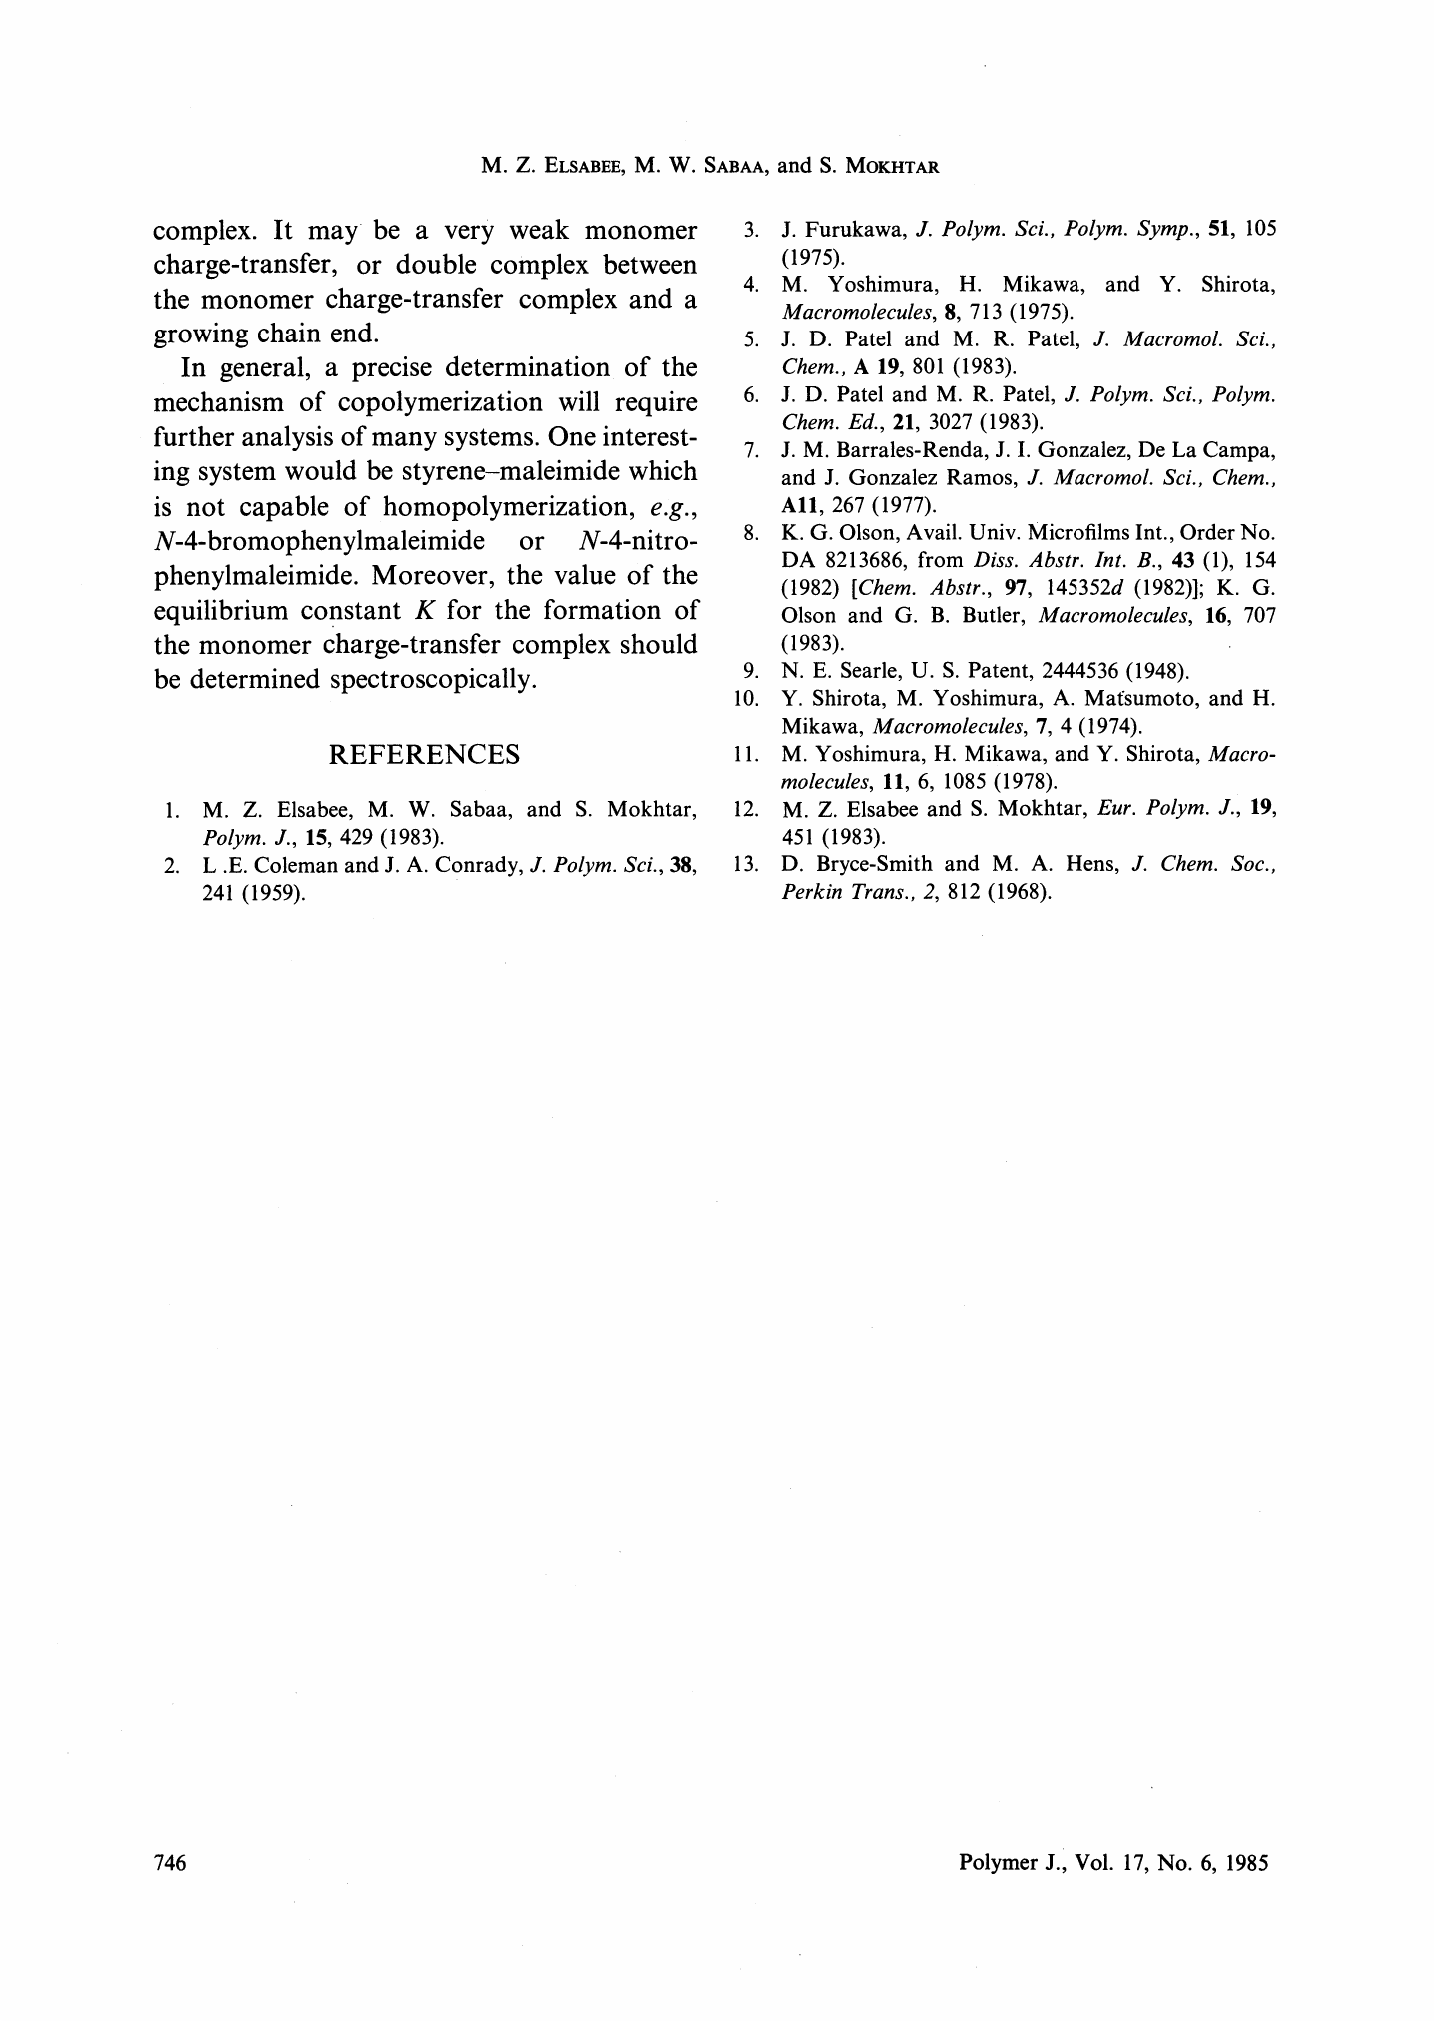 M. Z. ELSABEE, M. W. SABAA, and S. MOKHTAR
complex. It may be a very weak monomer
charge-transfer, or double complex between
the monomer charge-transfer complex and a
growing chain end.
In general, a precise determination of the
mechanism of copolymerization will require
further analysis of many systems. One interest-
ing system would be styrene–maleimide which
is not capable of homopolymerization, e.g.,
N-4-bromophenylmaleimide or N-4-nitro-
phenylmaleimide. Moreover, the value of the
equilibrium constant K for the formation of
the monomer charge-transfer complex should
be determined spectroscopically.
REFERENCES
1. M. Z. Elsabee, M. W. Sabaa, and S. Mokhtar,
Polym. J., 15, 429 (1983).
2. L .E. Coleman and J. A. Conrady, J. Polym. Sci., 38,
241 (1959).
3. J. Furukawa, J. Polym. Sci., Polym. Symp., 51, 105
(1975).
4. M. Yoshimura, H. Mikawa, and Y. Shirota,
Macromolecules, 8, 713 (1975).
5. J. D. Patel and M. R. Patel, J. Macromol. Sci.,
Chem., A 19, 801 (1983).
6. J. D. Patel and M. R. Patel, J. Polym. Sci., Polym.
Chem. Ed., 21, 3027 (1983).
7. J. M. Barrales-Renda, J. I. Gonzalez, De La Campa,
and J. Gonzalez Ramos, J. Macromol. Sci., Chem.,
A11, 267 (1977).
8. K. G. Olson, Avail. Univ. Microfilms Int., Order No.
DA 8213686, from Diss. Abstr. Int. B., 43 (1), 154
(1982) [Chem. Abstr., 97, 145352d (1982)]; K. G.
Olson and G. B. Butler, Macromolecules, 16, 707
(1983).
9. N. E. Searle, U. S. Patent, 2444536 (1948).
10. Y. Shirota, M. Yoshimura, A. Matsumoto, and H.
Mikawa, Macromolecules, 7, 4 (1974).
11. M. Yoshimura, H. Mikawa, and Y. Shirota, Macro-
molecules, 11, 6, 1085 (1978).
12. M. Z. Elsabee and S. Mokhtar, Eur. Polym. J., 19,
451 (1983).
13. D. Bryce-Smith and M. A. Hens, J. Chem. Soc.,
Perkin Trans., 2, 812 (1968).
746
Polymer J., Vol. 17, No. 6, 1985